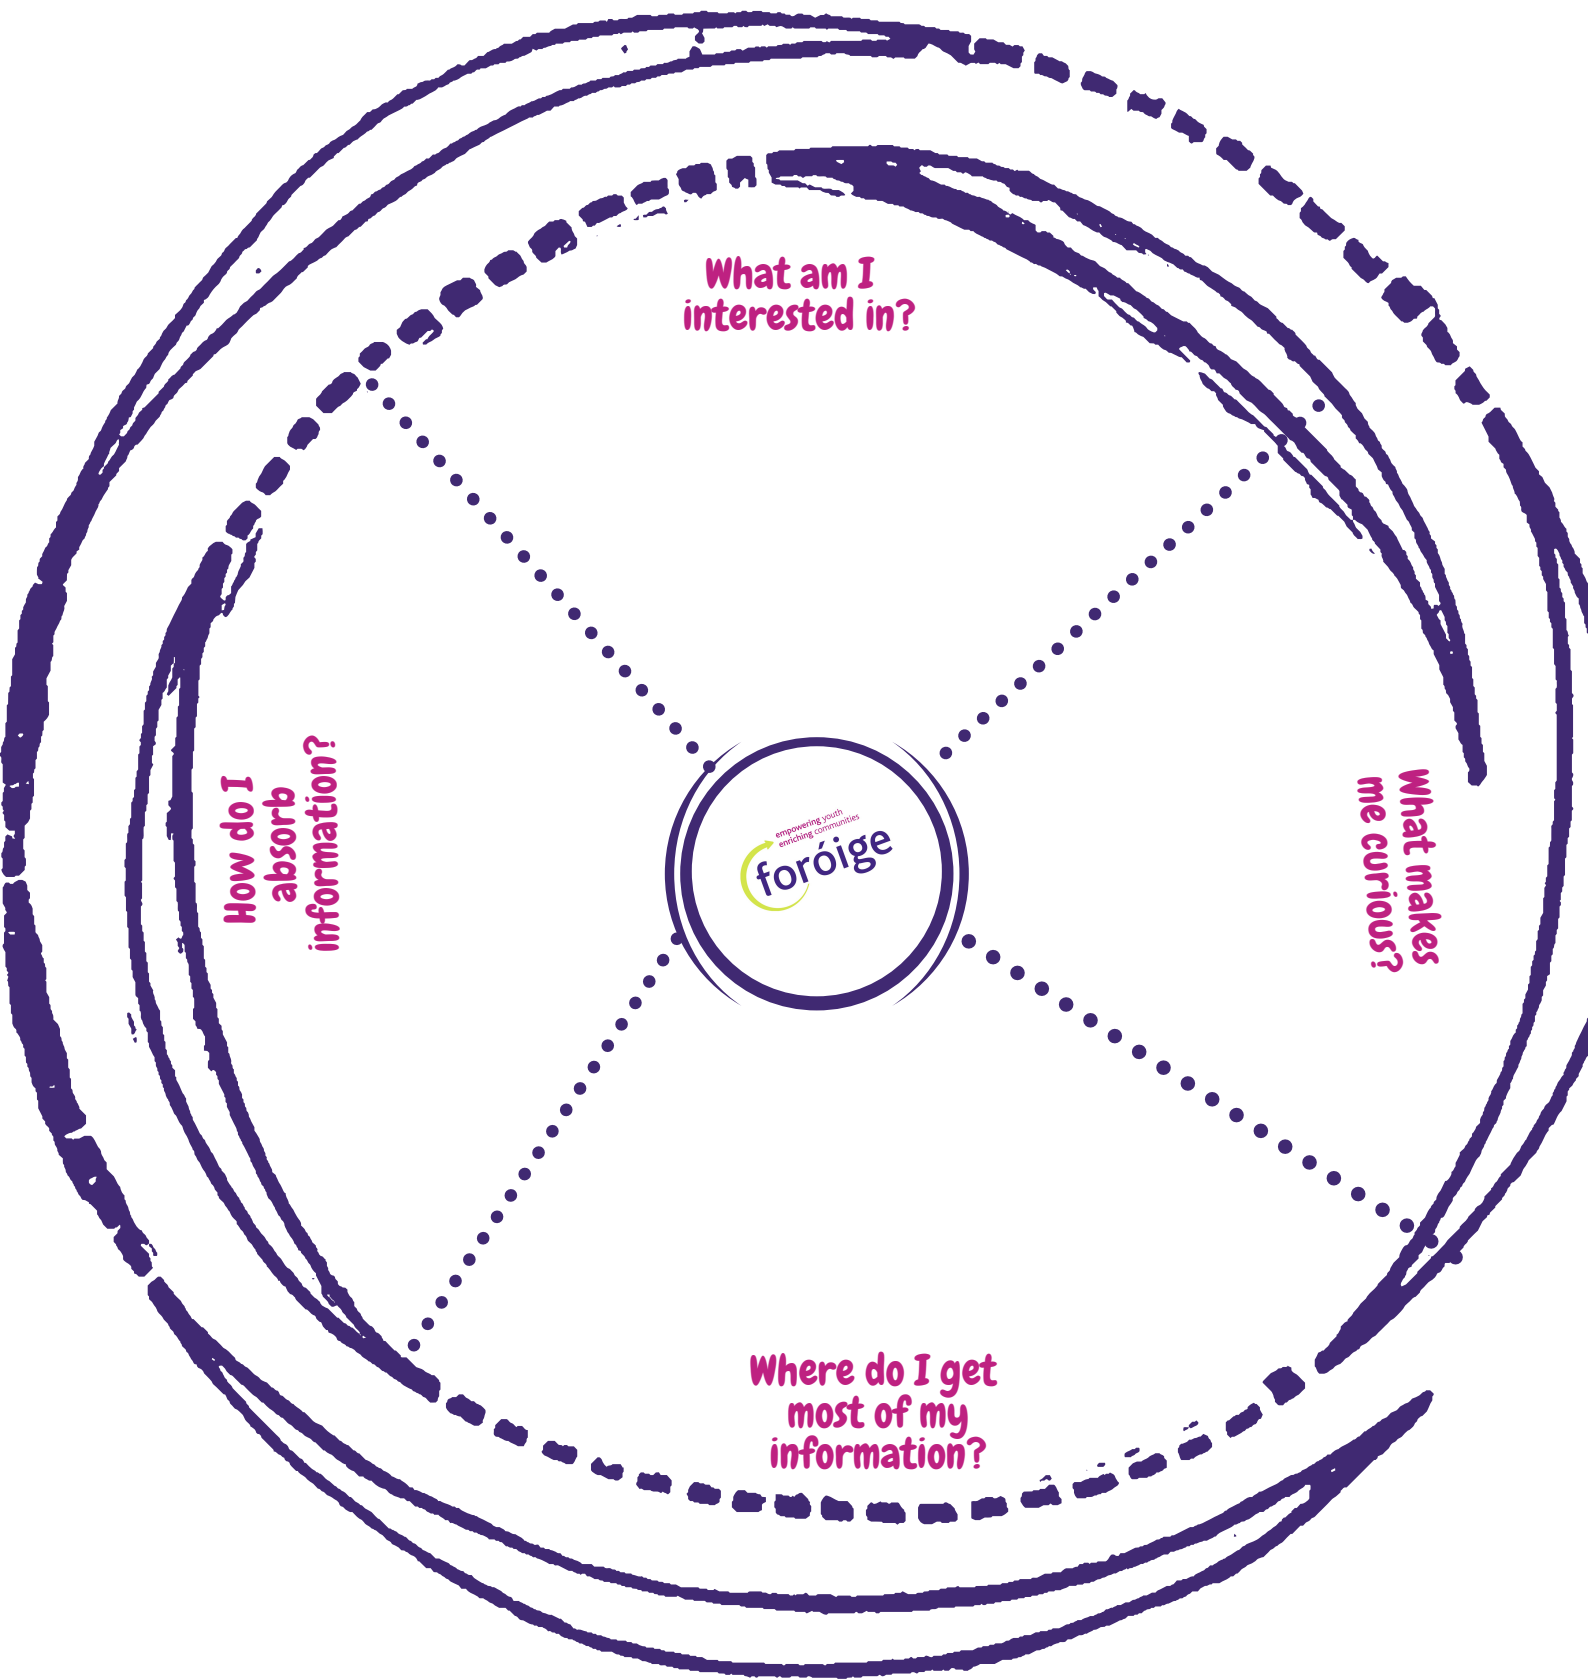 What am I
interested in?
How do I
absorb
information?
empowering youth
enriching communities
foróige
What makes
me curious?
Where do I get
most of my
information?